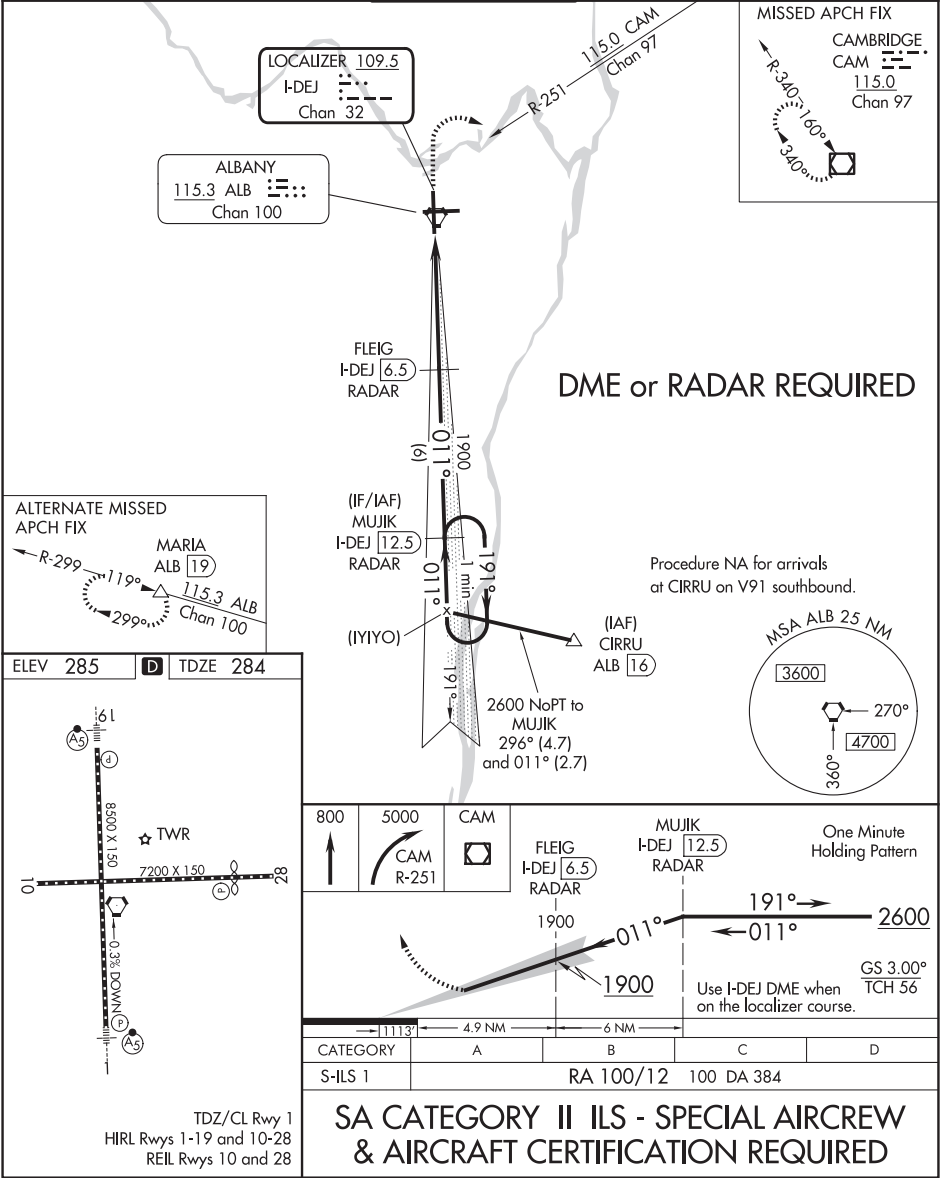 LOCALIZER 109.5
I-DEJ
Chan 32
115.0 CAM
Chan 97
R-251
MISSED APCH FIX
CAMBRIDGE
CAM
115.0
Chan 97
R-340
160°
340°
ALBANY
115.3 ALB
Chan 100
FLEIG
I-DEJ 6.5
RADAR
DME or RADAR REQUIRED
011°
(6)
1900
(IF/IAF)
MUJIK
I-DEJ 12.5
RADAR
011°
1 min
191°
(IYIYO)
191°
(IAF)
CIRRU
ALB 16
2600 NoPT to
MUJIK
296° (4.7)
and 011° (2.7)
Procedure NA for arrivals
at CIRRU on V91 southbound.
ALTERNATE MISSED
APCH FIX
R-299
119°
299°
MARIA
ALB 19
115.3 ALB
Chan 100
MSA ALB 25 NM
3600
270°
4700
360°
ELEV 285
D
TDZE 284
19
A5
P
8500 X 150
TWR
7200 X 150
10
28
P
0.3% DOWN
P
A5
1
TDZ/CL Rwy 1
HIRL Rwys 1-19 and 10-28
REIL Rwys 10 and 28
800
5000
CAM
R-251
CAM
FLEIG
I-DEJ 6.5
RADAR
1900
MUJIK
I-DEJ 12.5
RADAR
One Minute
Holding Pattern
191°
011°
2600
011°
1900
Use I-DEJ DME when
on the localizer course.
GS 3.00°
TCH 56
1113'
4.9 NM
6 NM
CATEGORY A B C D
S-ILS 1 RA 100/12 100 DA 384
SA CATEGORY II ILS - SPECIAL AIRCREW
& AIRCRAFT CERTIFICATION REQUIRED